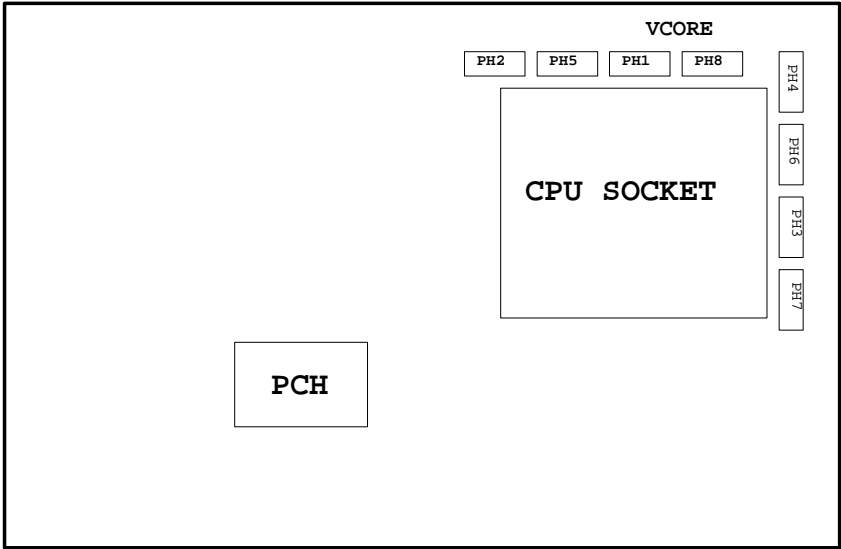 VCORE
PH2 PH5 PH1 PH8
PH4
PH6
PH3
PH7
CPU SOCKET
PCH